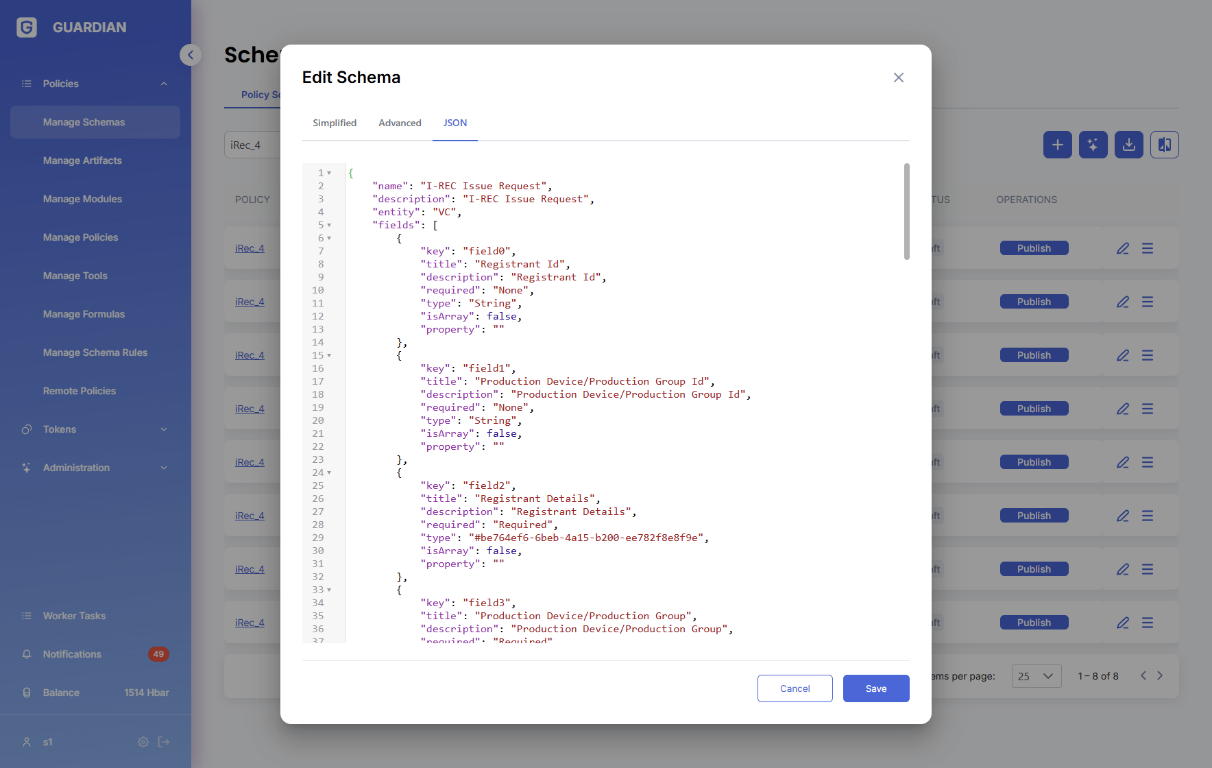 GUARDIAN
Policies
Manage Schemas
Manage Artifacts
Manage Modules
Manage Policies
Manage Tools
Manage Formulas
Manage Schema Rules
Remote Policies
Tokens
Administration
Worker Tasks
Notifications 49
Balance 1514 Hbar
s1
Sche
Policy Sc
iRec_4
POLICY TUS OPERATIONS
iRec_4 ft Publish
iRec_4 ft Publish
iRec_4 ft Publish
iRec_4 ft Publish
iRec_4 ft Publish
iRec_4 ft Publish
iRec_4 ft Publish
iRec_4 ft Publish
ems per page: 25 1 – 8 of 8
Edit Schema
Simplified Advanced JSON
1 {
2 "name": "I-REC Issue Request",
3 "description": "I-REC Issue Request",
4 "entity": "VC",
5 "fields": [
6 {
7 "key": "field0",
8 "title": "Registrant Id",
9 "description": "Registrant Id",
10 "required": "None",
11 "type": "String",
12 "isArray": false,
13 "property": ""
14 },
15 {
16 "key": "field1",
17 "title": "Production Device/Production Group Id",
18 "description": "Production Device/Production Group Id",
19 "required": "None",
20 "type": "String",
21 "isArray": false,
22 "property": ""
23 },
24 {
25 "key": "field2",
26 "title": "Registrant Details",
27 "description": "Registrant Details",
28 "required": "Required",
29 "type": "#be764ef6-6beb-4a15-b200-ee782f8e8f9e",
30 "isArray": false,
31 "property": ""
32 },
33 {
34 "key": "field3",
35 "title": "Production Device/Production Group",
36 "description": "Production Device/Production Group",
37 "required": "Required"
Cancel Save